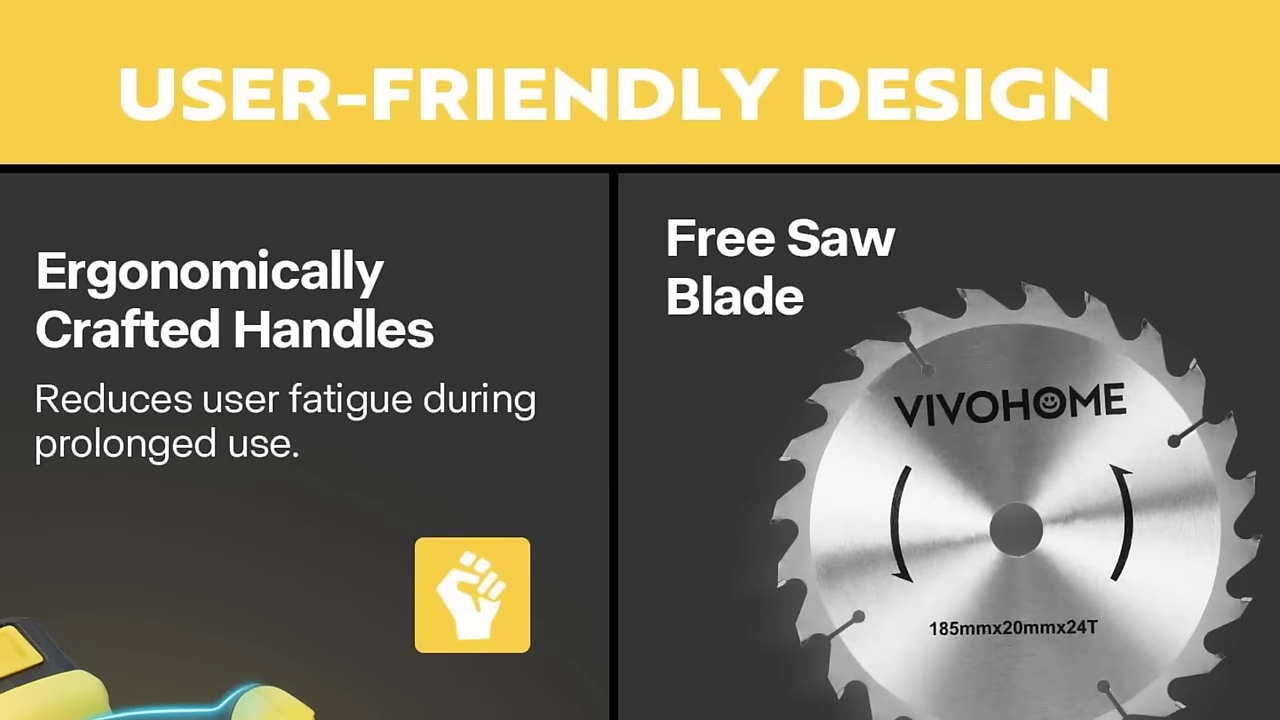 USER-FRIENDLY DESIGN
Ergonomically
Crafted Handles
Reduces user fatigue during
prolonged use.
Free Saw
Blade
VIVOHOME
185mmx20mmx24T